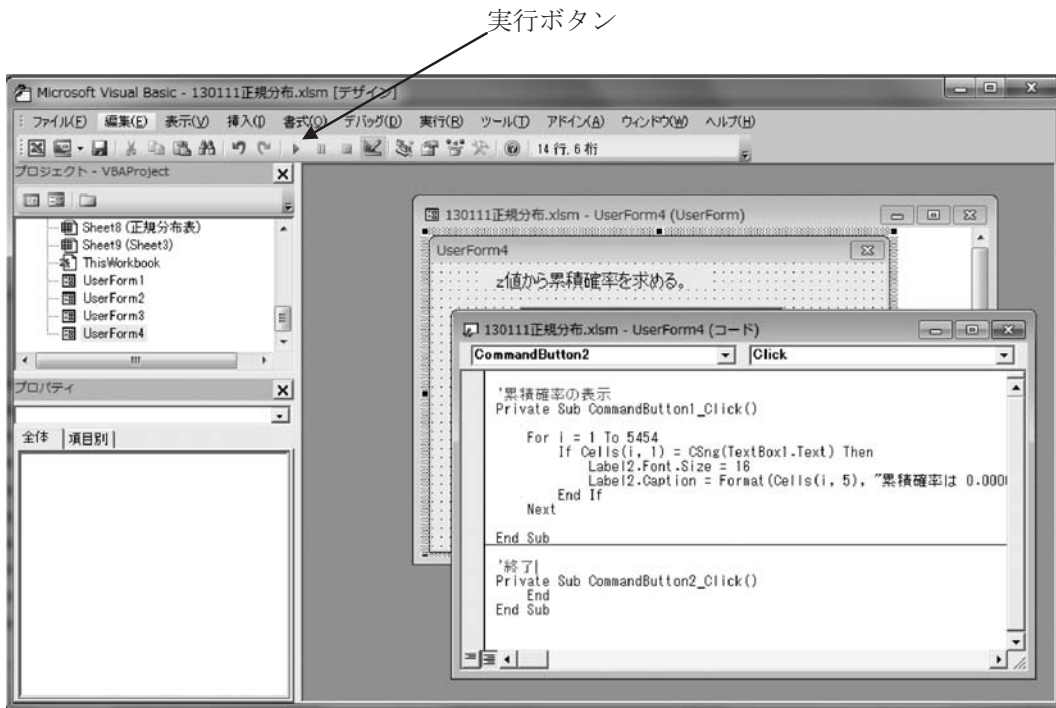 実行ボタン
Microsoft Visual Basic - 130111正規分布.xlsm [デザイン]
ファイル(F) 編集(E) 表示(V) 挿入(I) 書式(O) デバッグ(D) 実行(R) ツール(T) アドイン(A) ウィンドウ(W) ヘルプ(H)
14 行, 6 桁
プロジェクト - VBAProject
Sheet8 (正規分布表)
Sheet9 (Sheet3)
ThisWorkbook
UserForm1
UserForm2
UserForm3
UserForm4
プロパティ
全体 項目別
130111正規分布.xlsm - UserForm4 (UserForm)
UserForm4
z値から累積確率を求める。
130111正規分布.xlsm - UserForm4 (コード)
CommandButton2 Click
'累積確率の表示
Private Sub CommandButton1_Click()
For i = 1 To 5454
If Cells(i, 1) = CSng(TextBox1.Text) Then
Label2.Font.Size = 16
Label2.Caption = Format(Cells(i, 5), "累積確率は 0.000
End If
Next
End Sub
'終了
Private Sub CommandButton2_Click()
End
End Sub